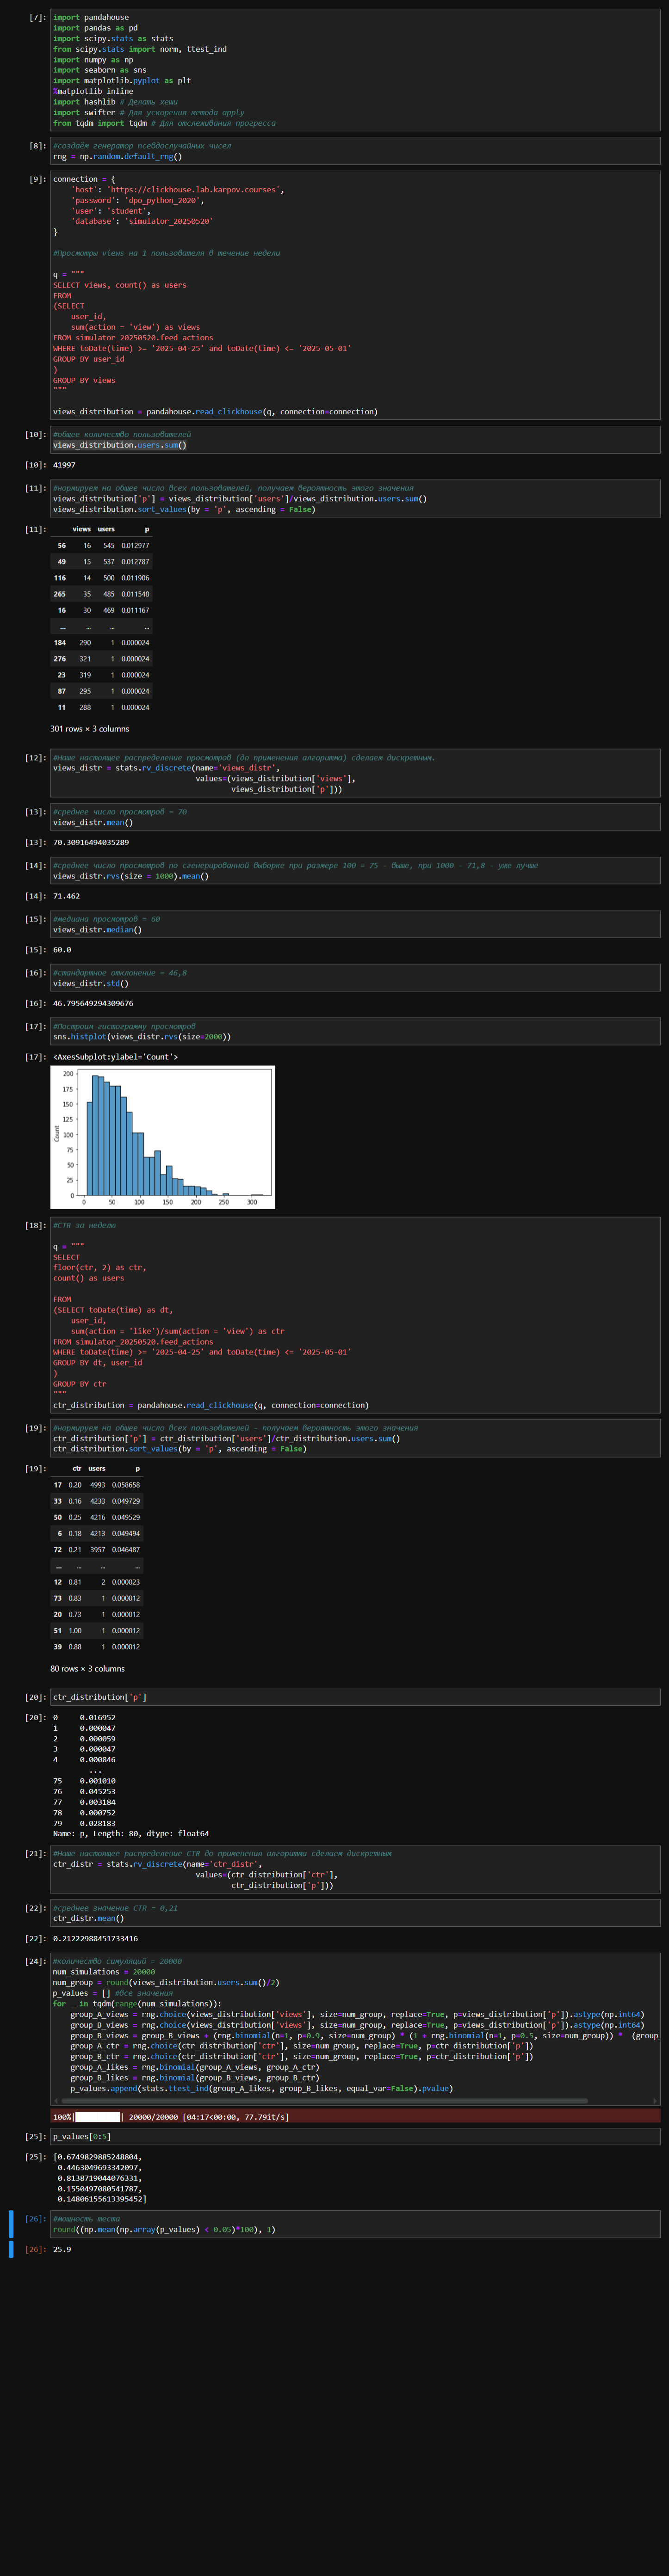 [7]: import pandahouse
import pandas as pd
import scipy.stats as stats
from scipy.stats import norm, ttest_ind
import numpy as np
import seaborn as sns
import matplotlib.pyplot as plt
%matplotlib inline
import hashlib # Делать хеши
import swifter # Для ускорения метода apply
from tqdm import tqdm # Для отслеживания прогресса
[8]: #создаём генератор псевдослучайных чисел
rng = np.random.default_rng()
[9]: connection = {
'host': 'https://clickhouse.lab.karpov.courses',
'password': 'dpo_python_2020',
'user': 'student',
'database': 'simulator_20250520'
}
#Просмотры views на 1 пользователя в течение недели
q = """
SELECT views, count() as users
FROM
(SELECT
user_id,
sum(action = 'view') as views
FROM simulator_20250520.feed_actions
WHERE toDate(time) >= '2025-04-25' and toDate(time) <= '2025-05-01'
GROUP BY user_id
)
GROUP BY views
"""
views_distribution = pandahouse.read_clickhouse(q, connection=connection)
[10]: #общее количество пользователей
views_distribution.users.sum()
[10]: 41997
[11]: #нормируем на общее число всех пользователей, получаем вероятность этого значения
views_distribution['p'] = views_distribution['users']/views_distribution.users.sum()
views_distribution.sort_values(by = 'p', ascending = False)
[11]: views users p
56 16 545 0.012977
49 15 537 0.012787
116 14 500 0.011906
265 35 485 0.011548
16 30 469 0.011167
... ... ... ...
184 290 1 0.000024
276 321 1 0.000024
23 319 1 0.000024
87 295 1 0.000024
11 288 1 0.000024
301 rows × 3 columns
[12]: #Наше настоящее распределение просмотров (до применения алгоритма) сделаем дискретным.
views_distr = stats.rv_discrete(name='views_distr',
values=(views_distribution['views'],
views_distribution['p']))
[13]: #среднее число просмотров = 70
views_distr.mean()
[13]: 70.30916494035289
[14]: #среднее число просмотров по сгенерированной выборке при размере 100 = 75 - выше, при 1000 - 71,8 - уже лучше
views_distr.rvs(size = 1000).mean()
[14]: 71.462
[15]: #медиана просмотров = 60
views_distr.median()
[15]: 60.0
[16]: #стандартное отклонение = 46,8
views_distr.std()
[16]: 46.795649294309676
[17]: #Построим гистограмму просмотров
sns.histplot(views_distr.rvs(size=2000))
[17]: <AxesSubplot:ylabel='Count'>
200
175
150
125
100
75
50
25
0
Count
0 50 100 150 200 250 300
[18]: #CTR за неделю
q = """
SELECT
floor(ctr, 2) as ctr,
count() as users
FROM
(SELECT toDate(time) as dt,
user_id,
sum(action = 'like')/sum(action = 'view') as ctr
FROM simulator_20250520.feed_actions
WHERE toDate(time) >= '2025-04-25' and toDate(time) <= '2025-05-01'
GROUP BY dt, user_id
)
GROUP BY ctr
"""
ctr_distribution = pandahouse.read_clickhouse(q, connection=connection)
[19]: #нормируем на общее число всех пользователей - получаем вероятность этого значения
ctr_distribution['p'] = ctr_distribution['users']/ctr_distribution.users.sum()
ctr_distribution.sort_values(by = 'p', ascending = False)
[19]: ctr users p
17 0.20 4993 0.058658
33 0.16 4233 0.049729
50 0.25 4216 0.049529
6 0.18 4213 0.049494
72 0.21 3957 0.046487
... ... ... ...
12 0.81 2 0.000023
73 0.83 1 0.000012
20 0.73 1 0.000012
51 1.00 1 0.000012
39 0.88 1 0.000012
80 rows × 3 columns
[20]: ctr_distribution['p']
[20]: 0 0.016952
1 0.000047
2 0.000059
3 0.000047
4 0.000846
...
75 0.001010
76 0.045253
77 0.003184
78 0.000752
79 0.028183
Name: p, Length: 80, dtype: float64
[21]: #Наше настоящее распределение CTR до применения алгоритма сделаем дискретным
ctr_distr = stats.rv_discrete(name='ctr_distr',
values=(ctr_distribution['ctr'],
ctr_distribution['p']))
[22]: #среднее значение CTR = 0,21
ctr_distr.mean()
[22]: 0.21222988451733416
[24]: #количество симуляций = 20000
num_simulations = 20000
num_group = round(views_distribution.users.sum()/2)
p_values = [] #все значения
for _ in tqdm(range(num_simulations)):
group_A_views = rng.choice(views_distribution['views'], size=num_group, replace=True, p=views_distribution['p']).astype(np.int64)
group_B_views = rng.choice(views_distribution['views'], size=num_group, replace=True, p=views_distribution['p']).astype(np.int64)
group_B_views = group_B_views + (rng.binomial(n=1, p=0.9, size=num_group) * (1 + rng.binomial(n=1, p=0.5, size=num_group)) * (group_
group_A_ctr = rng.choice(ctr_distribution['ctr'], size=num_group, replace=True, p=ctr_distribution['p'])
group_B_ctr = rng.choice(ctr_distribution['ctr'], size=num_group, replace=True, p=ctr_distribution['p'])
group_A_likes = rng.binomial(group_A_views, group_A_ctr)
group_B_likes = rng.binomial(group_B_views, group_B_ctr)
p_values.append(stats.ttest_ind(group_A_likes, group_B_likes, equal_var=False).pvalue)
100%|██████████| 20000/20000 [04:17<00:00, 77.79it/s]
[25]: p_values[0:5]
[25]: [0.6749829885248804,
0.4463049693342097,
0.8138719044076331,
0.1550497080541787,
0.14806155613395452]
[26]: #мощность теста
round((np.mean(np.array(p_values) < 0.05)*100), 1)
[26]: 25.9